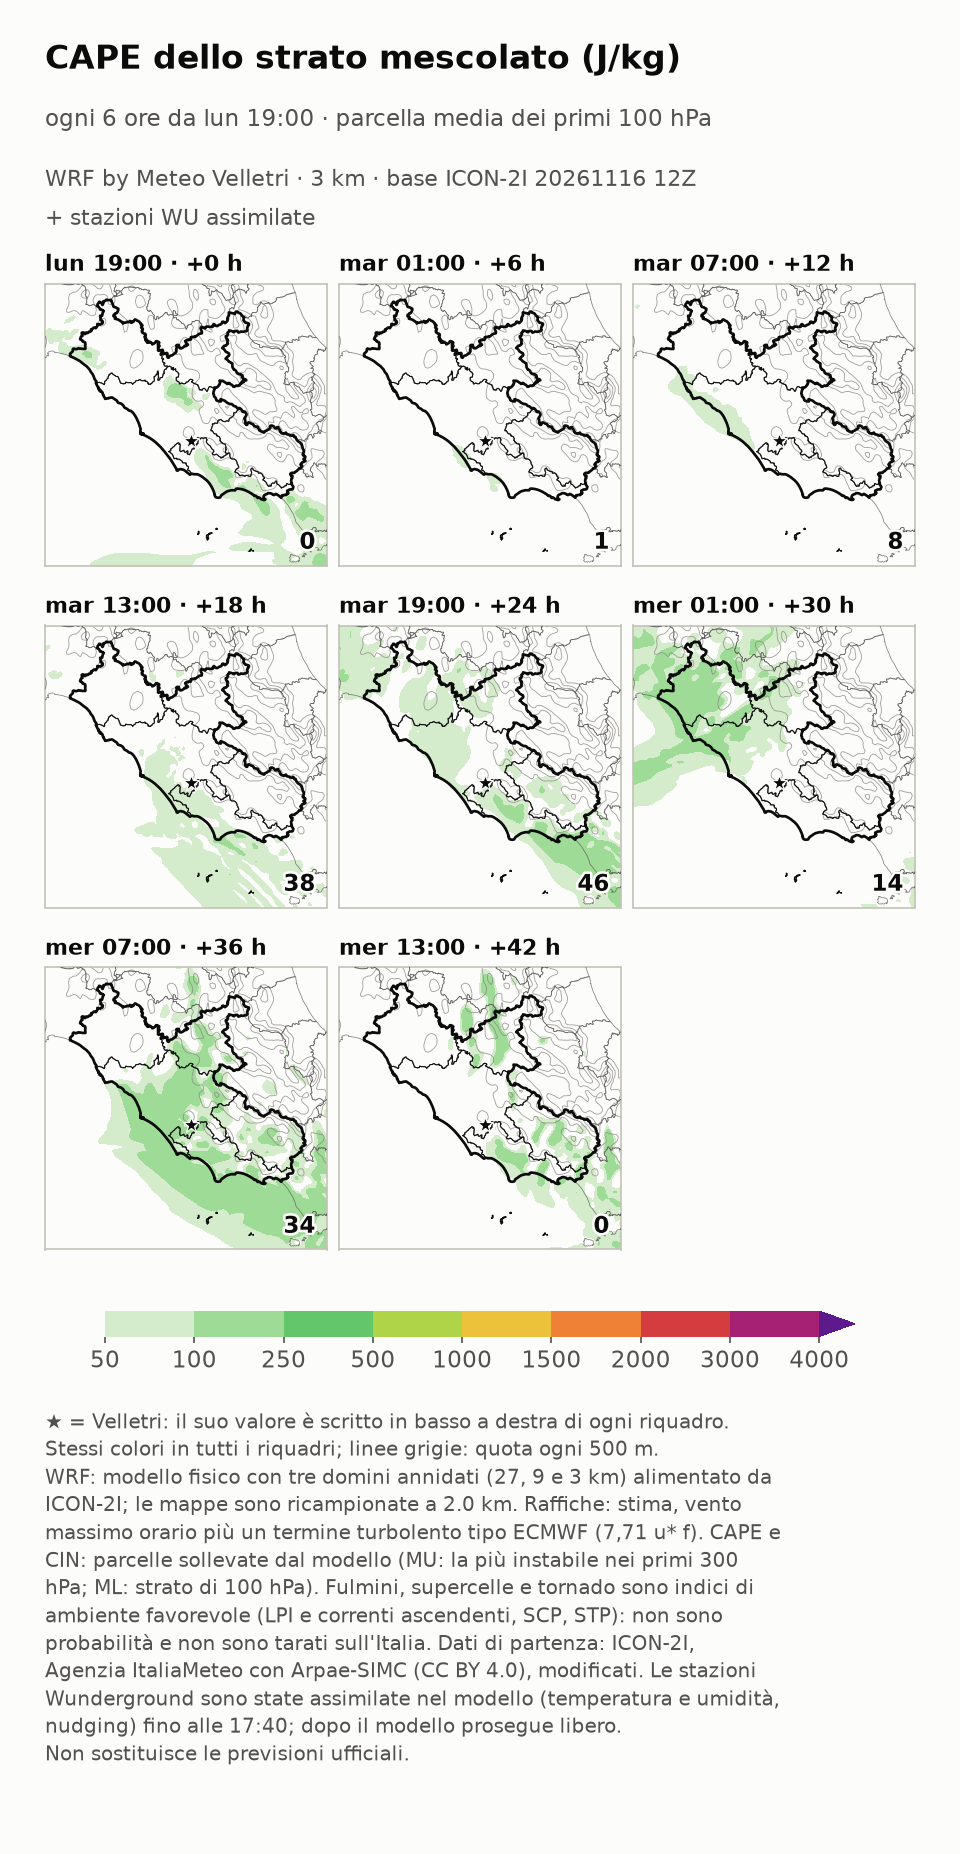 CAPE dello strato mescolato (J/kg)
ogni 6 ore da lun 19:00 · parcella media dei primi 100 hPa
WRF by Meteo Velletri · 3 km · base ICON-2I 20261116 12Z
+ stazioni WU assimilate
lun 19:00 · +0 h
mar 01:00 · +6 h
mar 07:00 · +12 h
0
1
8
mar 13:00 · +18 h
mar 19:00 · +24 h
mer 01:00 · +30 h
38
46
14
mer 07:00 · +36 h
mer 13:00 · +42 h
34
0
50 100 250 500 1000 1500 2000 3000 4000
★ = Velletri: il suo valore è scritto in basso a destra di ogni riquadro.
Stessi colori in tutti i riquadri; linee grigie: quota ogni 500 m.
WRF: modello fisico con tre domini annidati (27, 9 e 3 km) alimentato da
ICON-2I; le mappe sono ricampionate a 2.0 km. Raffiche: stima, vento
massimo orario più un termine turbolento tipo ECMWF (7,71 u* f). CAPE e
CIN: parcelle sollevate dal modello (MU: la più instabile nei primi 300
hPa; ML: strato di 100 hPa). Fulmini, supercelle e tornado sono indici di
ambiente favorevole (LPI e correnti ascendenti, SCP, STP): non sono
probabilità e non sono tarati sull'Italia. Dati di partenza: ICON-2I,
Agenzia ItaliaMeteo con Arpae-SIMC (CC BY 4.0), modificati. Le stazioni
Wunderground sono state assimilate nel modello (temperatura e umidità,
nudging) fino alle 17:40; dopo il modello prosegue libero.
Non sostituisce le previsioni ufficiali.